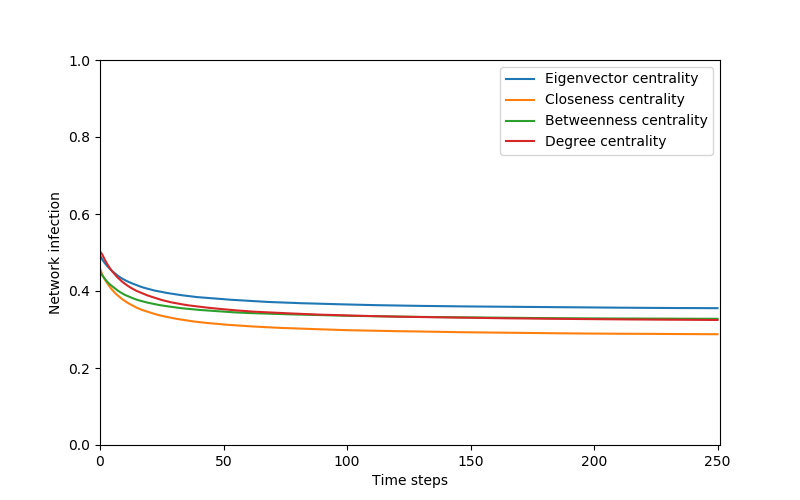 1.0
0.8
0.6
0.4
0.2
0.0
Network infection
0
50
100
150
200
250
Time steps
Eigenvector centrality
Closeness centrality
Betweenness centrality
Degree centrality